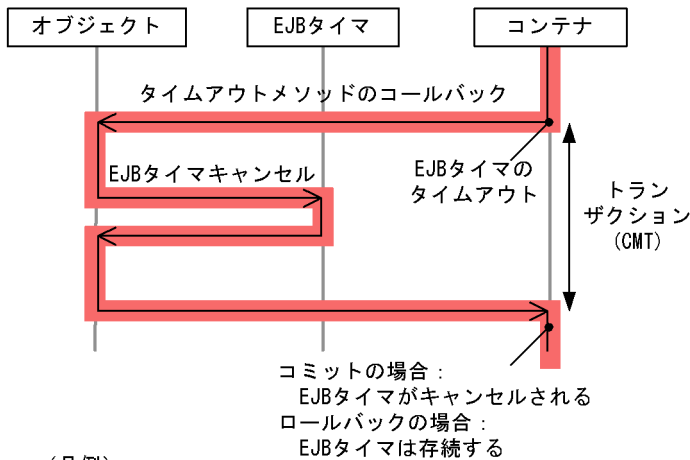 オブジェクト
EJBタイマ
コンテナ
タイムアウトメソッドのコールバック
EJBタイマキャンセル
EJBタイマの
タイムアウト
トラン
ザクション
(CMT)
コミットの場合：
EJBタイマがキャンセルされる
ロールバックの場合：
EJBタイマは存続する